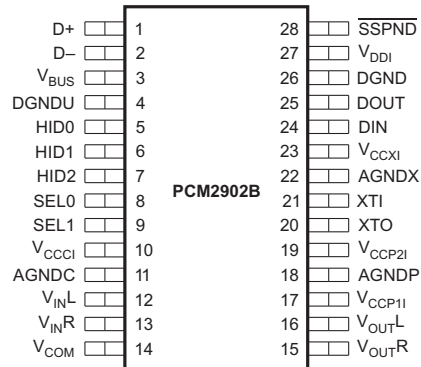 D+ 1 28 SSPND
D– 2 27 VDDI
VBUS 3 26 DGND
DGNDU 4 25 DOUT
HID0 5 24 DIN
HID1 6 23 VCCXI
HID2 7 22 AGNDX
PCM2902B
SEL0 8 21 XTI
SEL1 9 20 XTO
VCCCI 10 19 VCCP2I
AGNDC 11 18 AGNDP
VINL 12 17 VCCP1I
VINR 13 16 VOUTL
VCOM 14 15 VOUTR